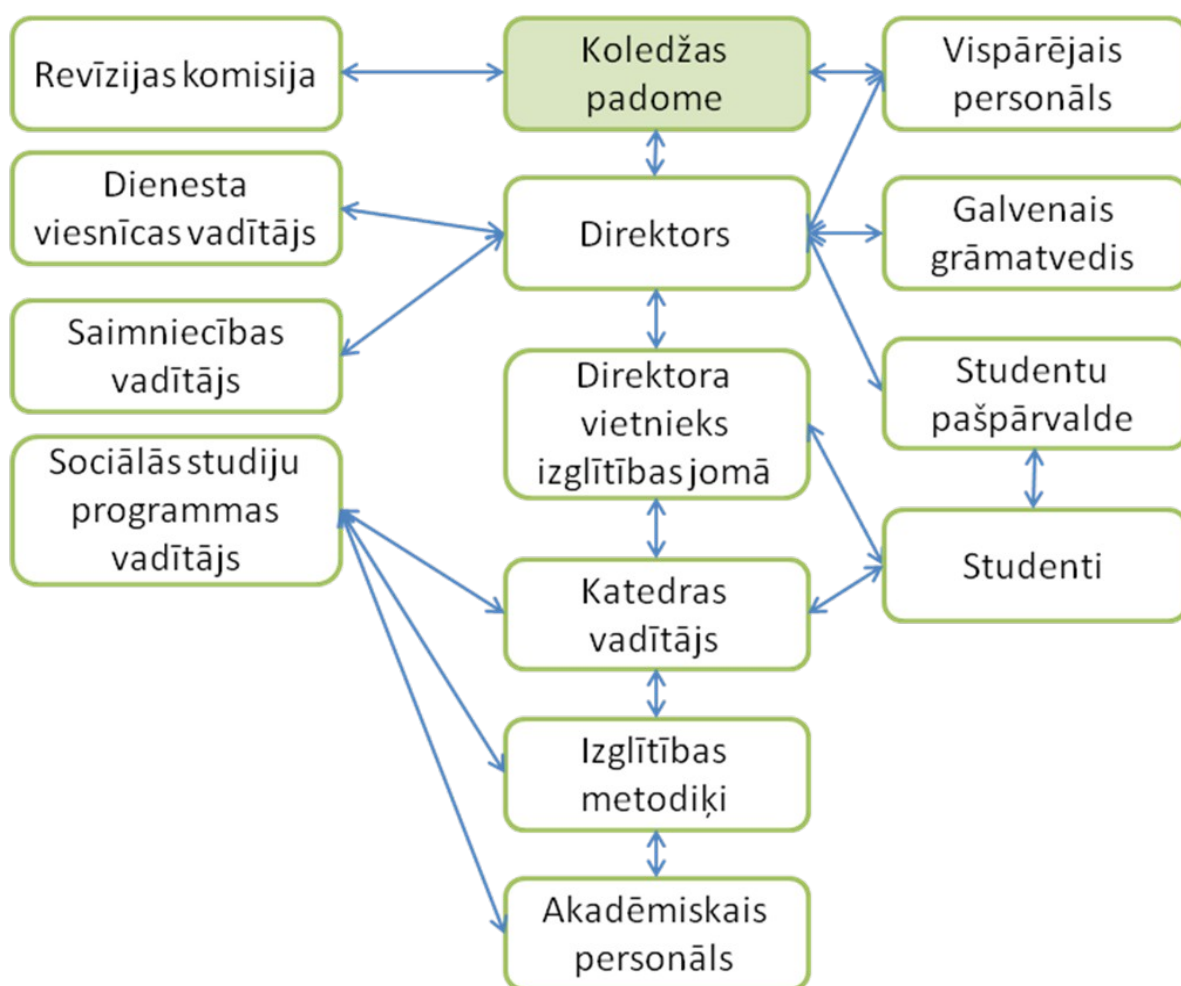 Revīzijas komisija
Koledžas
padome
Vispārējais
personāls
Dienesta
viesnīcas vadītājs
Direktors
Galvenais
grāmatvedis
Saimniecības
vadītājs
Direktora
vietnieks
izglītības jomā
Studentu
pašpārvalde
Sociālās studiju
programmas
vadītājs
Katedras
vadītājs
Studenti
Izglītības
metodiķi
Akadēmiskais
personāls